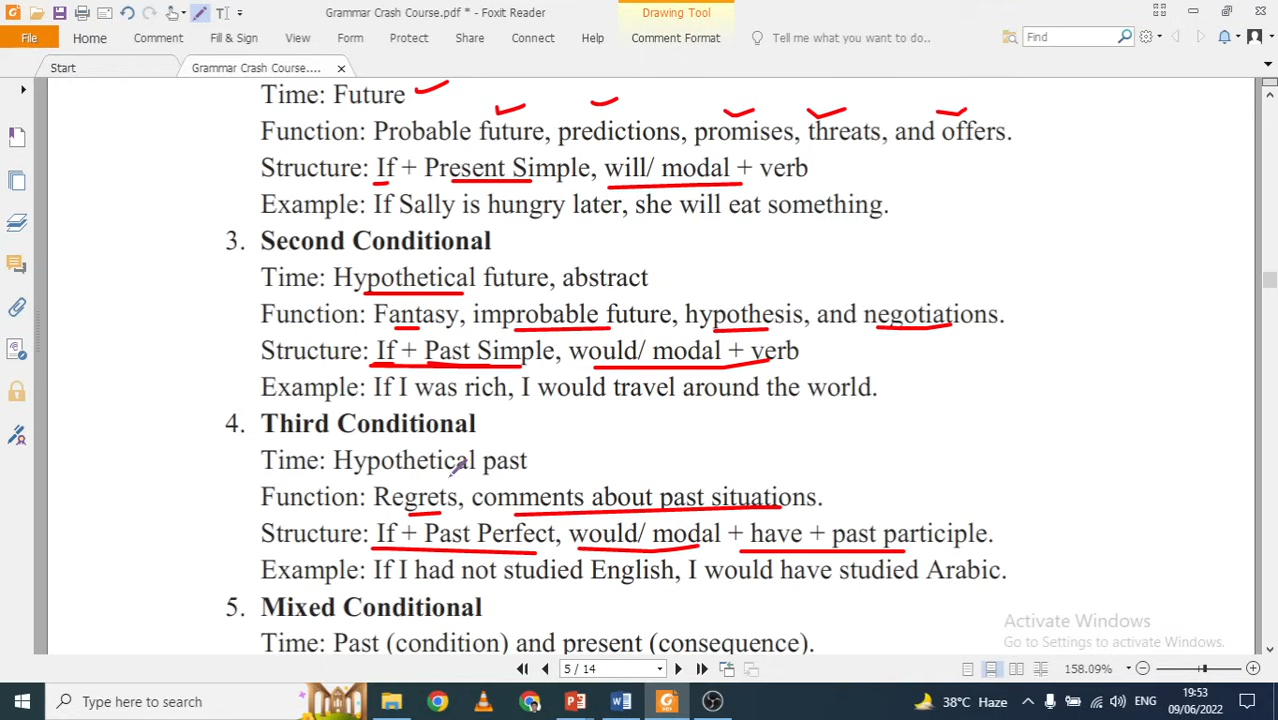 Grammar Crash Course.pdf * - Foxit Reader
Drawing Tool
File
Home
Comment
Fill & Sign
View
Form
Protect
Share
Connect
Help
Comment Format
Tell me what you want to do..
Find
Start
Grammar Crash Course....
Time: Future
Function: Probable future, predictions, promises, threats, and offers.
Structure: If + Present Simple, will/ modal + verb
Example: If Sally is hungry later, she will eat something.
3. Second Conditional
Time: Hypothetical future, abstract
Function: Fantasy, improbable future, hypothesis, and negotiations.
Structure: If + Past Simple, would/ modal + verb
Example: If I was rich, I would travel around the world.
4. Third Conditional
Time: Hypothetical past
Function: Regrets, comments about past situations.
Structure: If + Past Perfect, would/ modal + have + past participle.
Example: If I had not studied English, I would have studied Arabic.
5. Mixed Conditional
Time: Past (condition) and present (consequence).
Activate Windows
Go to Settings to activate Windows.
5 / 14
158.09%
Type here to search
38°C Haze
ENG
19:53
09/06/2022